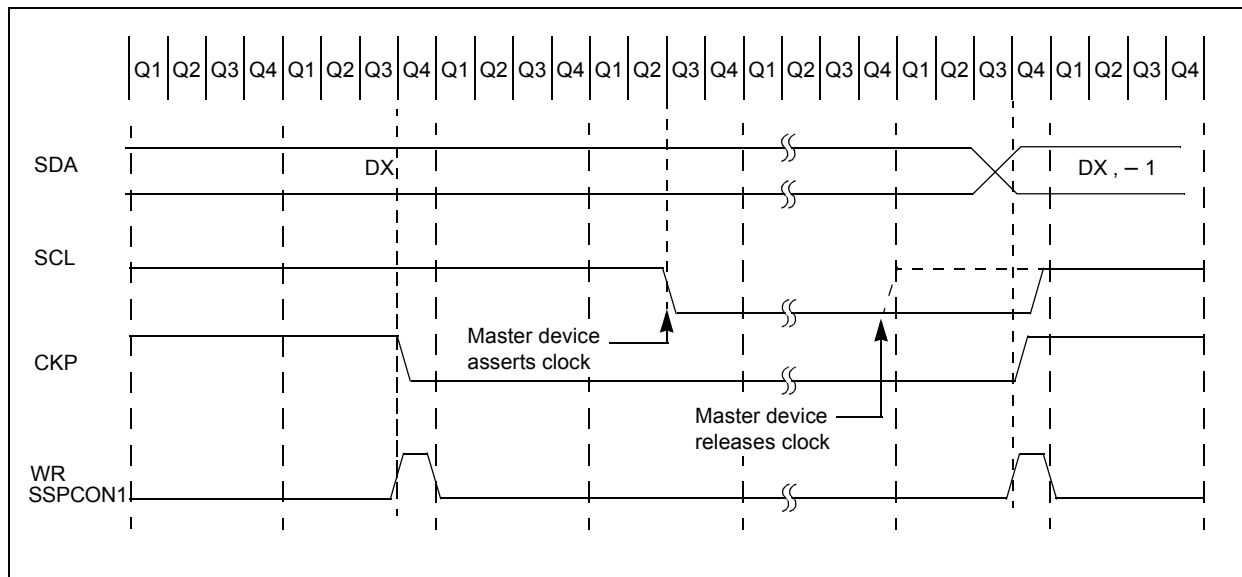 Q1 Q2 Q3 Q4 Q1 Q2 Q3 Q4 Q1 Q2 Q3 Q4 Q1 Q2 Q3 Q4 Q1 Q2 Q3 Q4 Q1 Q2 Q3 Q4 Q1 Q2 Q3 Q4
SDA
DX
DX , – 1
SCL
Master device
asserts clock
CKP
Master device
releases clock
WR
SSPCON1